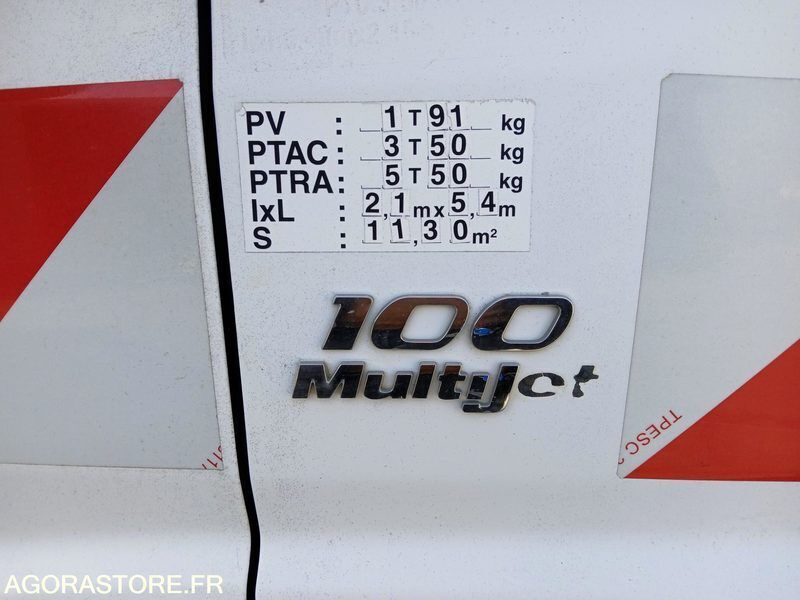 PV : 1 T 91 kg
PTAC : 3 T 50 kg
PTRA : 5 T 50 kg
lxL : 2,1 m x 5,4 m
S : 11,30 m²
100
Multijet
TPESC
AGORASTORE.FR